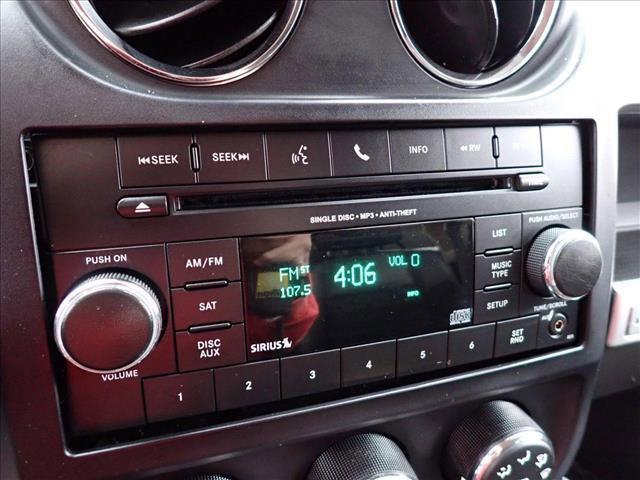 SEEK
SEEK
INFO
RW
SINGLE DISC • MP3 • ANTI-THEFT
PUSH ON
VOLUME
AM/FM
SAT
DISC
AUX
FM ST
107.5
4:06
VOL 0
INFO
SIRIUS
LIST
MUSIC
TYPE
SETUP
PUSH AUDIO/SELECT
TUNE/SCROLL
SET
RND
1
2
3
4
5
6